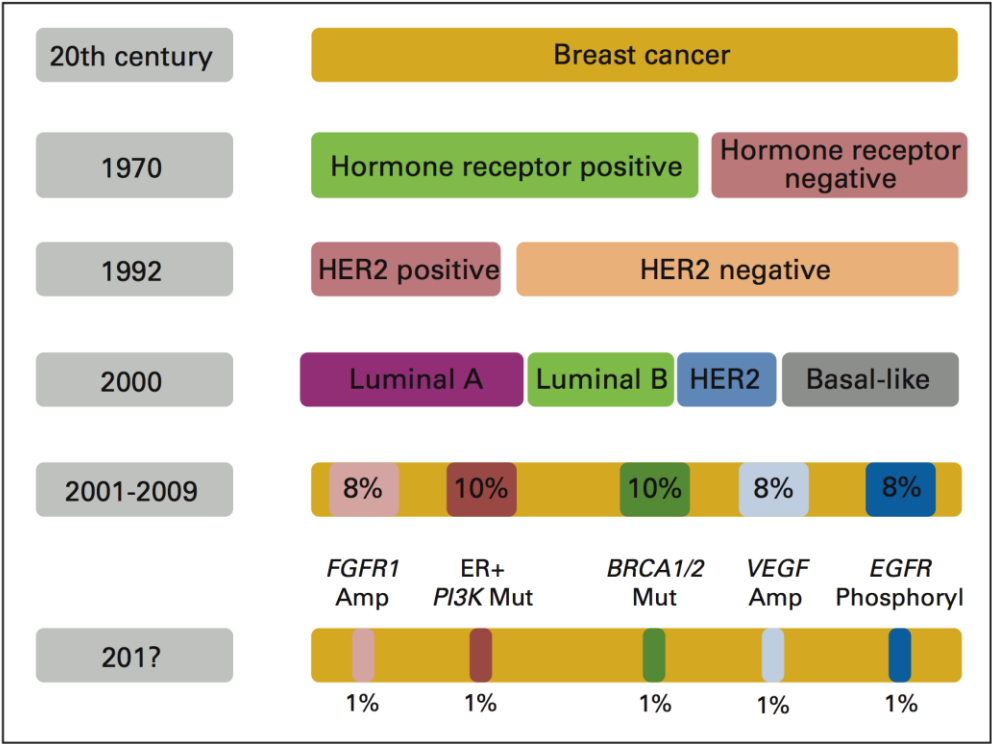 20th century
Breast cancer
1970
Hormone receptor positive
Hormone receptor
negative
1992
HER2 positive
HER2 negative
2000
Luminal A
Luminal B
HER2
Basal-like
2001-2009
8%
10%
10%
8%
8%
FGFR1
Amp
ER+
PI3K Mut
BRCA1/2
Mut
VEGF
Amp
EGFR
Phosphoryl
201?
1%
1%
1%
1%
1%